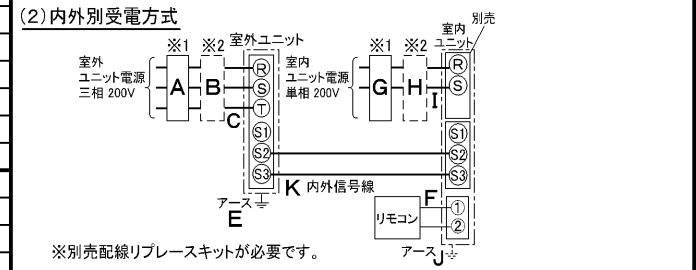 (2)内外別受電方式
別売
※1 ※2 室外ユニット
※1 ※2 室内
ユニット
室外
ユニット電源
三相 200V
A B
R
S
T
C
S1
S2
S3
アース
E
室内
ユニット電源
単相 200V
G H
R
S
I
S1
S2
S3
K 内外信号線
F
リモコン
1
2
アース J
※別売配線リプレースキットが必要です。